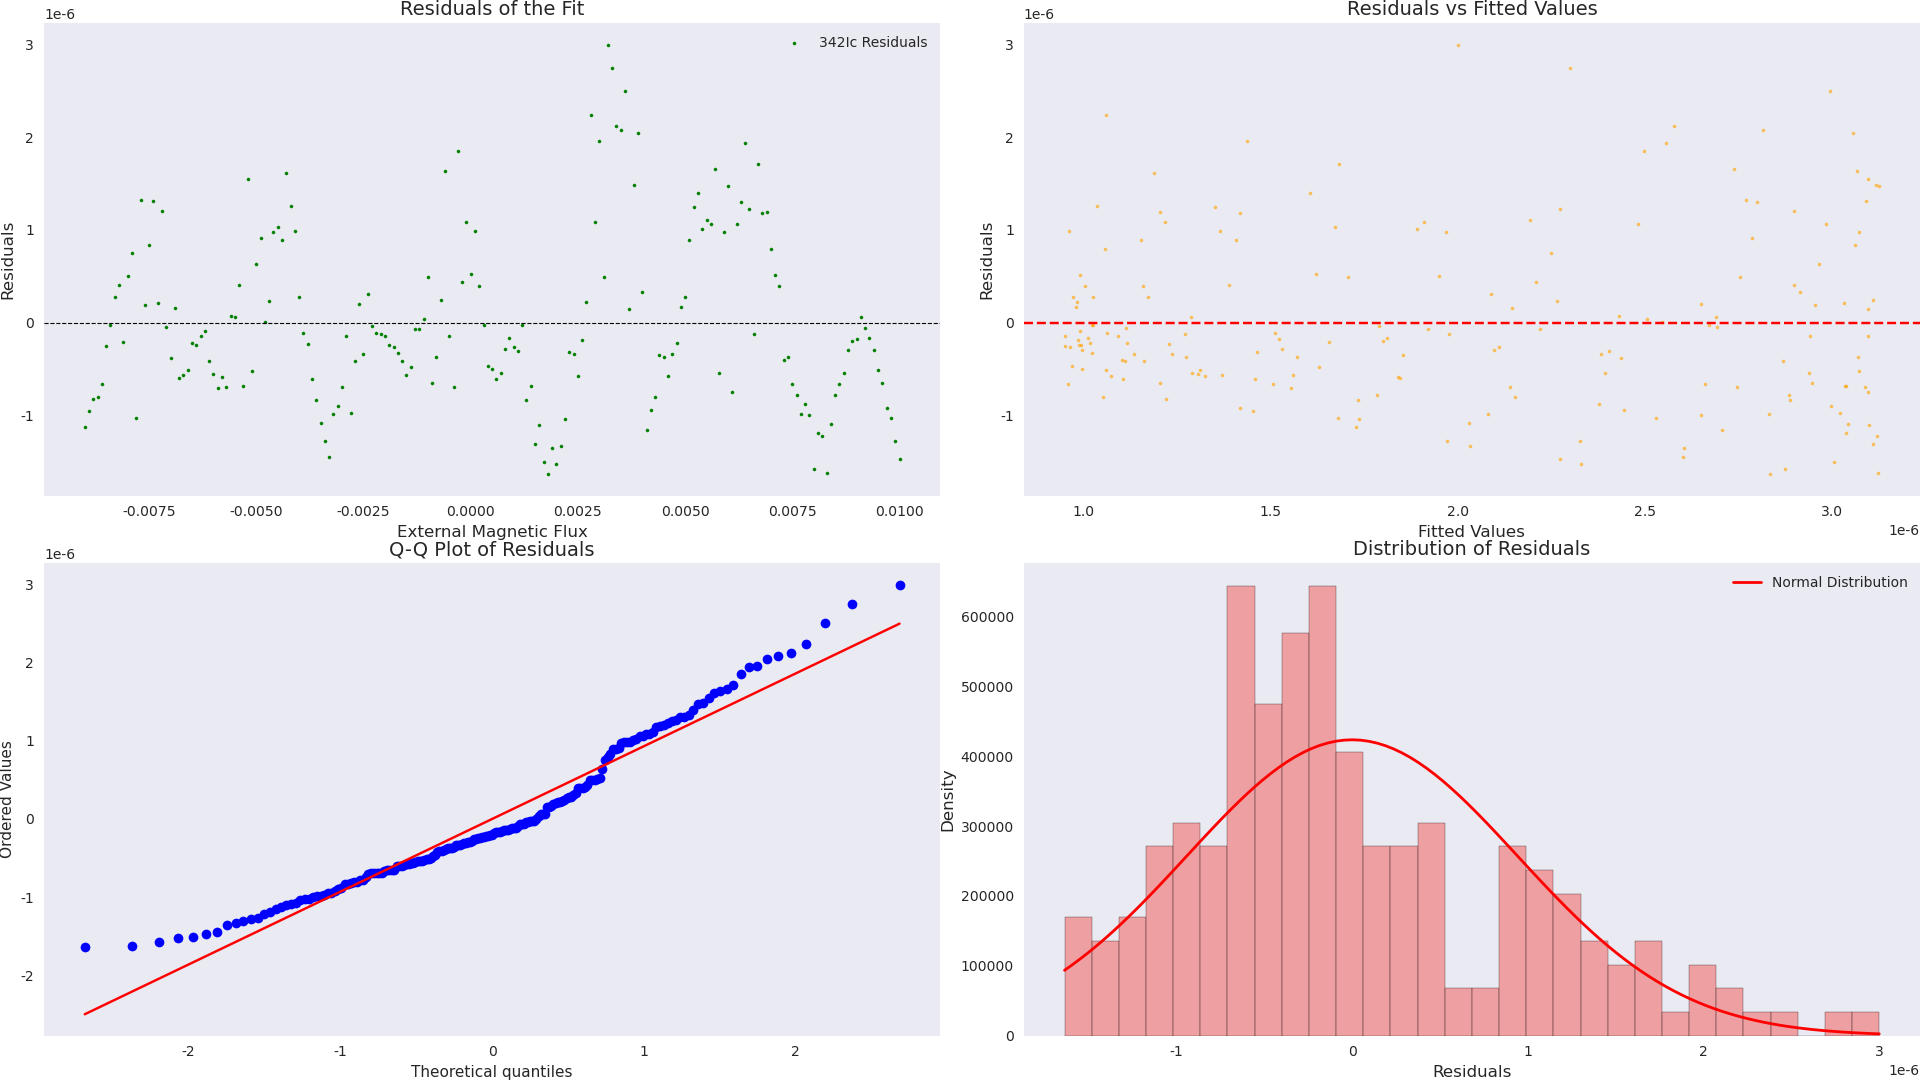 Residuals of the Fit
1e-6
342Ic Residuals
3
2
1
0
-1
Residuals
-0.0075 -0.0050 -0.0025 0.0000 0.0025 0.0050 0.0075 0.0100
External Magnetic Flux
Residuals vs Fitted Values
1e-6
3
2
1
0
-1
Residuals
1.0 1.5 2.0 2.5 3.0
1e-6
Fitted Values
Q-Q Plot of Residuals
1e-6
3
2
1
0
-1
-2
Ordered Values
-2 -1 0 1 2
Theoretical quantiles
Distribution of Residuals
Normal Distribution
600000
500000
400000
300000
200000
100000
0
Density
-1 0 1 2 3
1e-6
Residuals